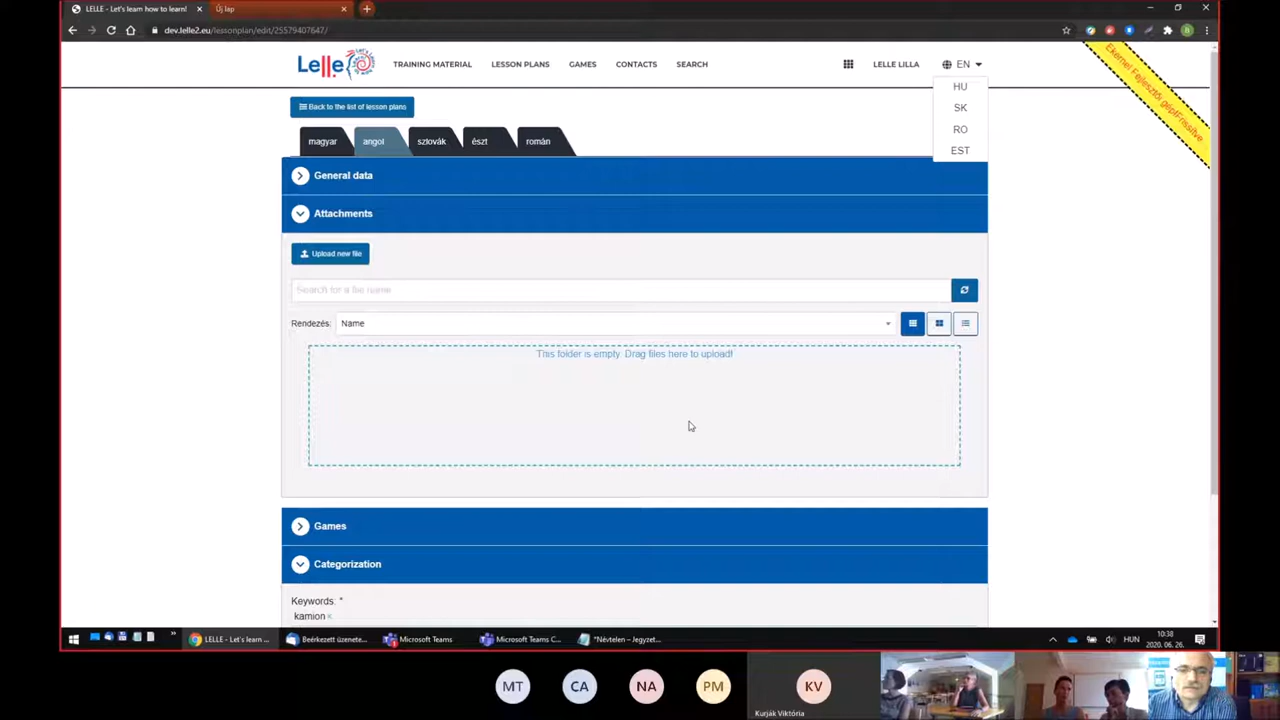 LELLE - Let's learn how to learn!
Új lap
dev.lelle2.eu/lessonplan/edit/25579407647/
Lelle
TRAINING MATERIAL
LESSON PLANS
GAMES
CONTACTS
SEARCH
LELLE LILLA
EN
HU
SK
RO
EST
Back to the list of lesson plans
magyar
angol
szlovák
észt
román
General data
Attachments
Upload new file
Search for a file name
Rendezés:
Name
This folder is empty. Drag files here to upload!
Games
Categorization
Keywords: *
kamion
LELLE - Let's learn ...
Beérkezett üzenete...
Microsoft Teams
Microsoft Teams C...
*Névtelen – Jegyzet...
HUN
10:38
2020. 06. 26.
MT
CA
NA
PM
KV
Kurják Viktória